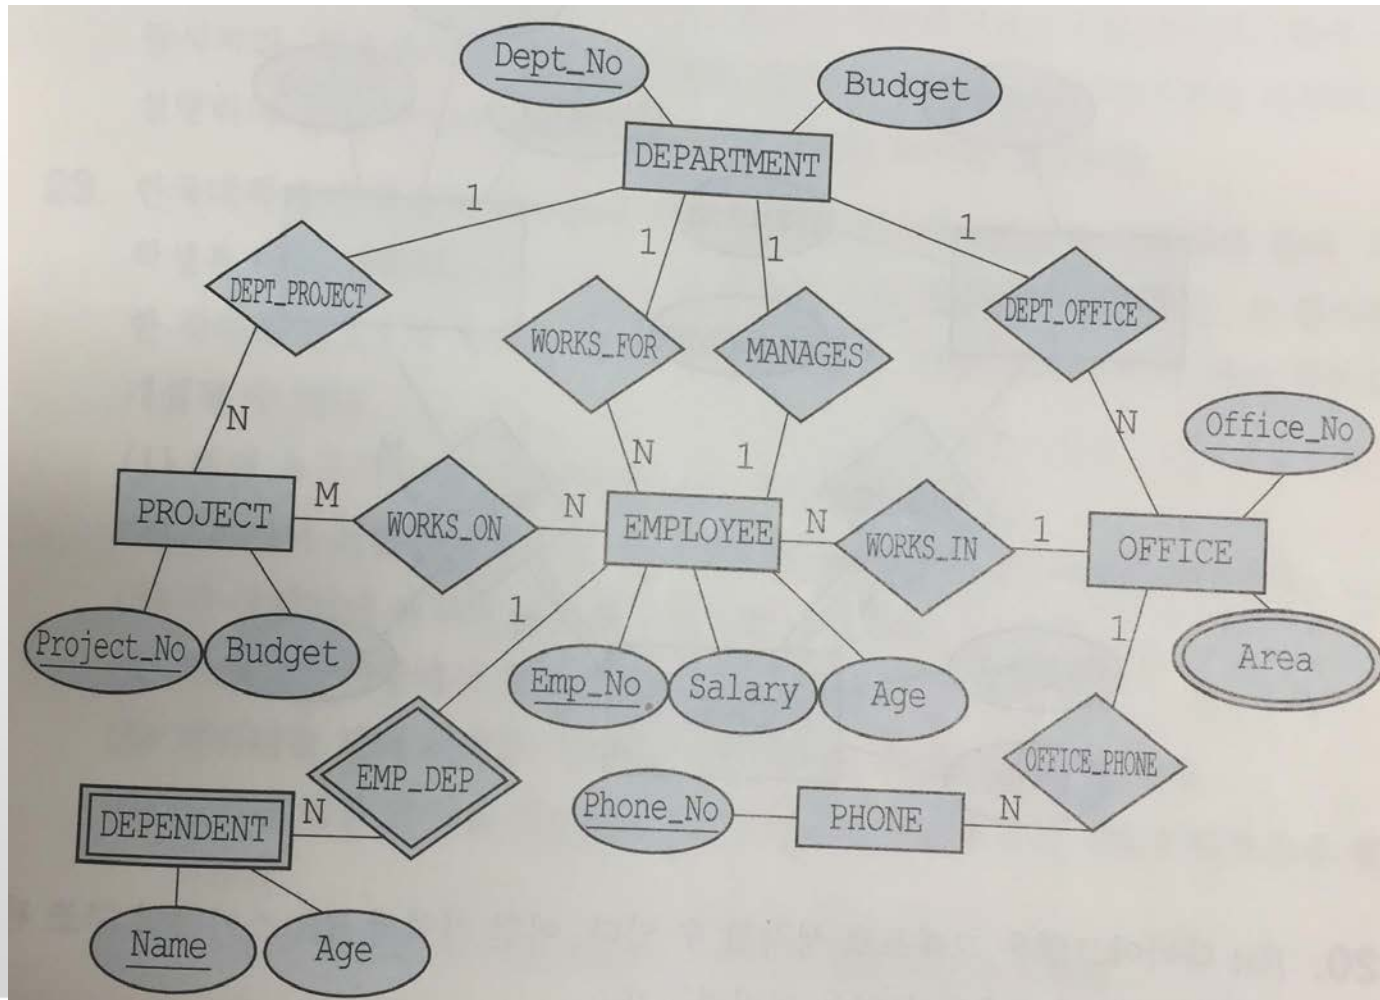 Dept_No
Budget
DEPARTMENT
1
1
1
1
DEPT_PROJECT
WORKS_FOR
MANAGES
DEPT_OFFICE
N
N
1
N
Office_No
PROJECT
M
WORKS_ON
N
EMPLOYEE
N
WORKS_IN
1
OFFICE
1
1
Project_No
Budget
Emp_No
Salary
Age
Area
EMP_DEP
OFFICE_PHONE
DEPENDENT
N
Phone_No
PHONE
N
Name
Age
20.